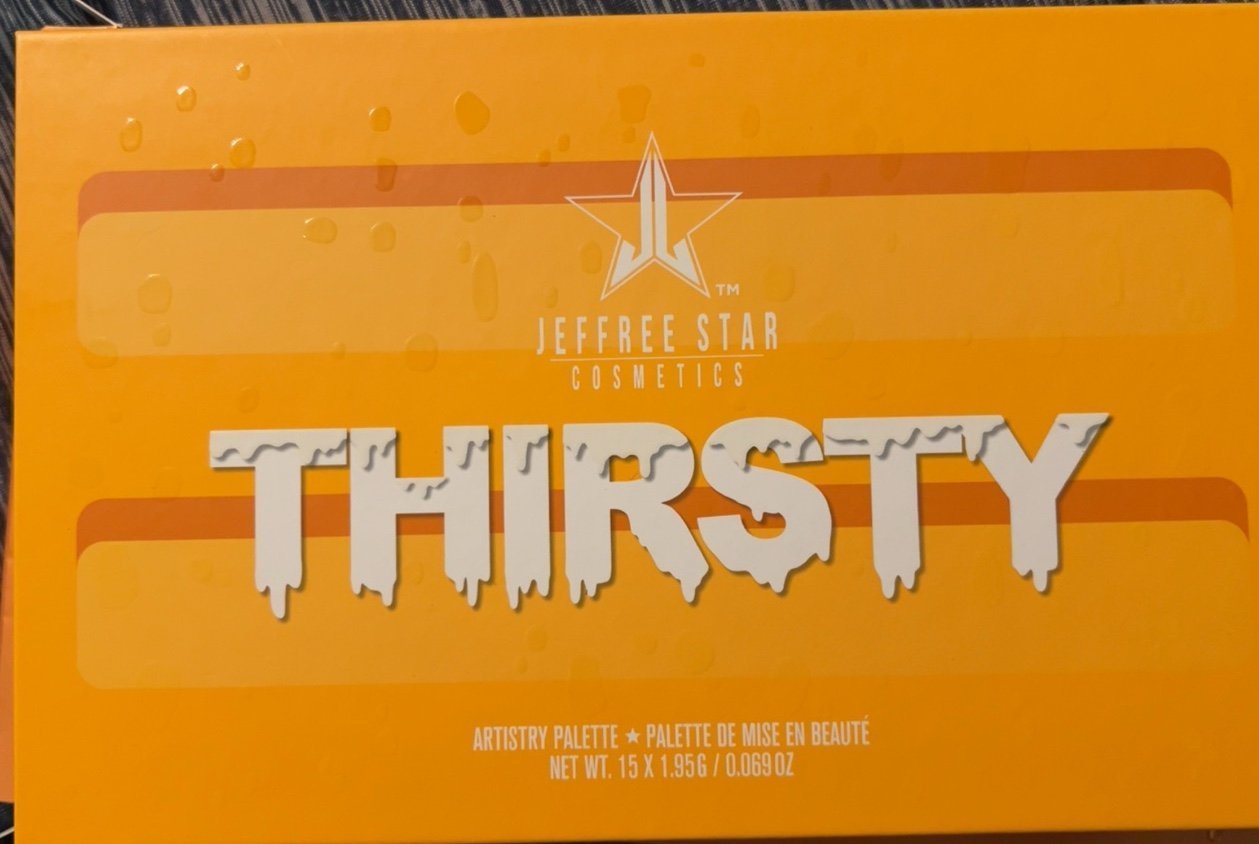 TM
JEFFREE STAR
COSMETICS
THIRSTY
ARTISTRY PALETTE ★ PALETTE DE MISE EN BEAUTÉ
NET WT. 15 X 1.95G / 0.069 OZ